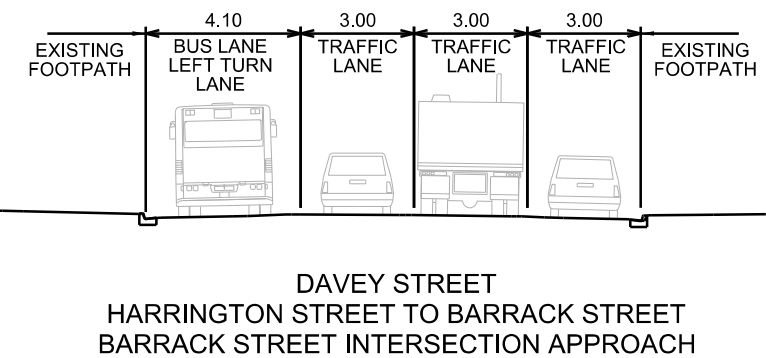 4.10 3.00 3.00 3.00
EXISTING
FOOTPATH
BUS LANE
LEFT TURN
LANE
TRAFFIC
LANE
TRAFFIC
LANE
TRAFFIC
LANE
EXISTING
FOOTPATH
DAVEY STREET
HARRINGTON STREET TO BARRACK STREET
BARRACK STREET INTERSECTION APPROACH